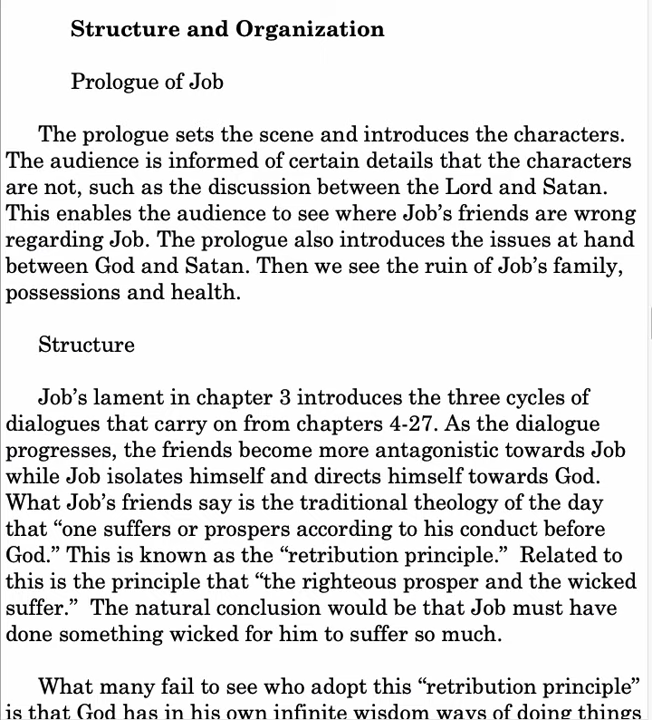 Structure and Organization
Prologue of Job
The prologue sets the scene and introduces the characters.
The audience is informed of certain details that the characters
are not, such as the discussion between the Lord and Satan.
This enables the audience to see where Job’s friends are wrong
regarding Job. The prologue also introduces the issues at hand
between God and Satan. Then we see the ruin of Job’s family,
possessions and health.
Structure
Job’s lament in chapter 3 introduces the three cycles of
dialogues that carry on from chapters 4-27. As the dialogue
progresses, the friends become more antagonistic towards Job
while Job isolates himself and directs himself towards God.
What Job’s friends say is the traditional theology of the day
that “one suffers or prospers according to his conduct before
God.” This is known as the “retribution principle.”  Related to
this is the principle that “the righteous prosper and the wicked
suffer.”  The natural conclusion would be that Job must have
done something wicked for him to suffer so much.
What many fail to see who adopt this “retribution principle”
is that God has in his own infinite wisdom ways of doing things